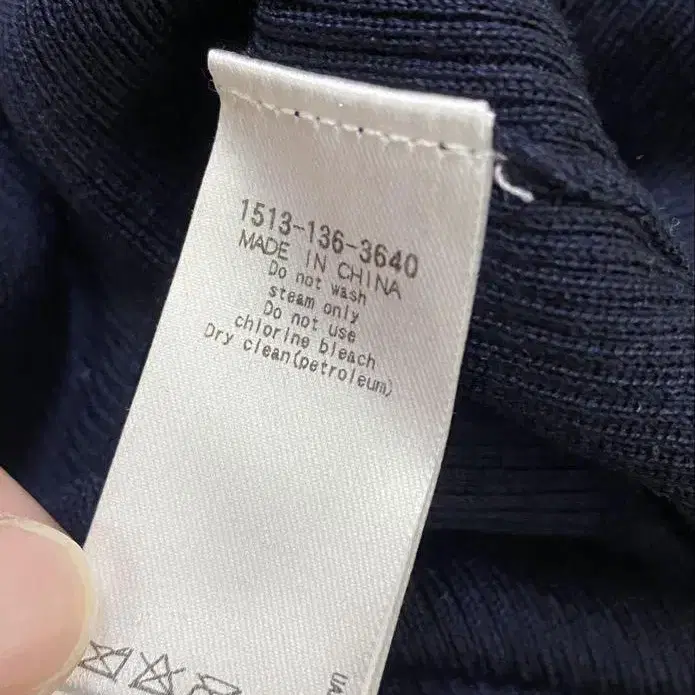 1513-136-3640
MADE IN CHINA
Do not wash
steam only
Do not use
chlorine bleach
Dry clean(petroleum)